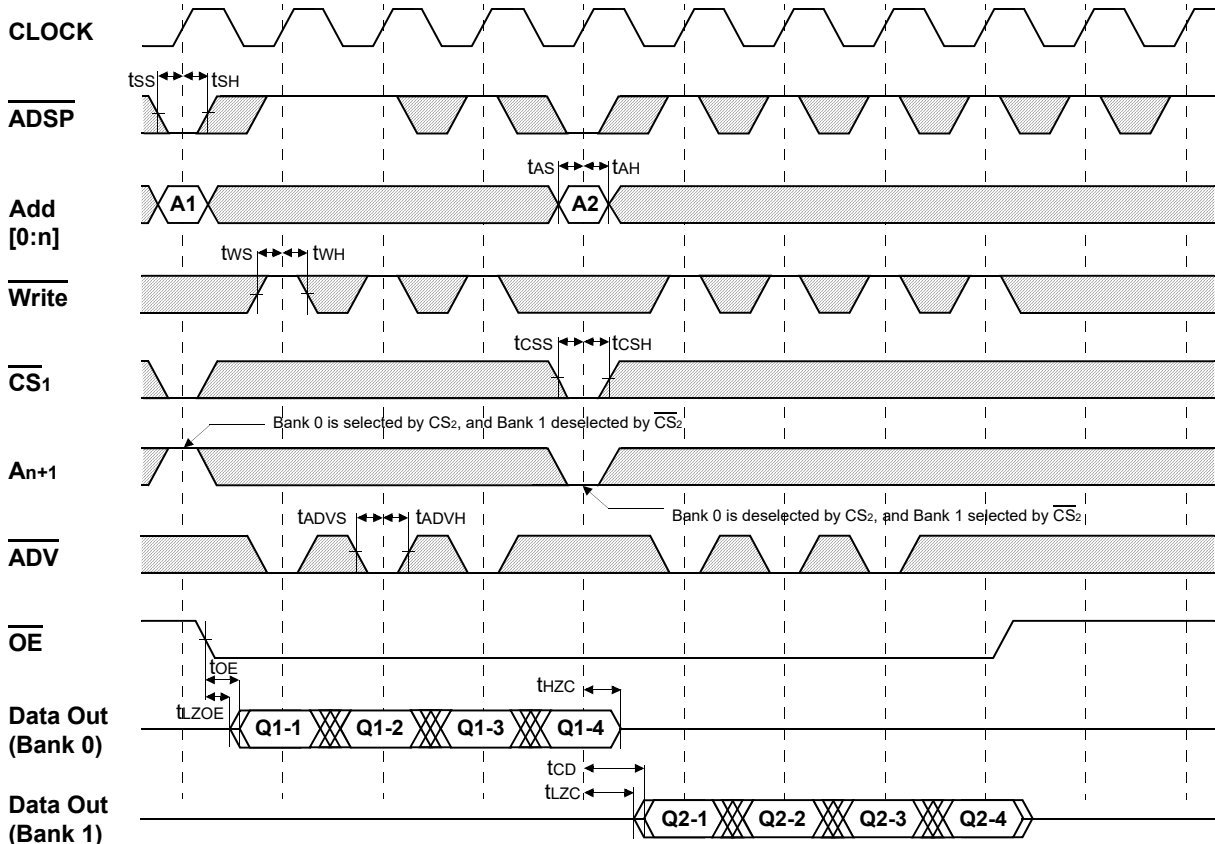 CLOCK
tSS tSH
ADSP
tAS tAH
Add
[0:n]
A1 A2
tWS tWH
Write
tCSS tCSH
CS1
Bank 0 is selected by CS2, and Bank 1 deselected by CS2
An+1
Bank 0 is deselected by CS2, and Bank 1 selected by CS2
tADVS tADVH
ADV
OE
tOE
tHZC
tLZOE
Data Out
(Bank 0)
Q1-1 Q1-2 Q1-3 Q1-4
tCD
tLZC
Data Out
(Bank 1)
Q2-1 Q2-2 Q2-3 Q2-4